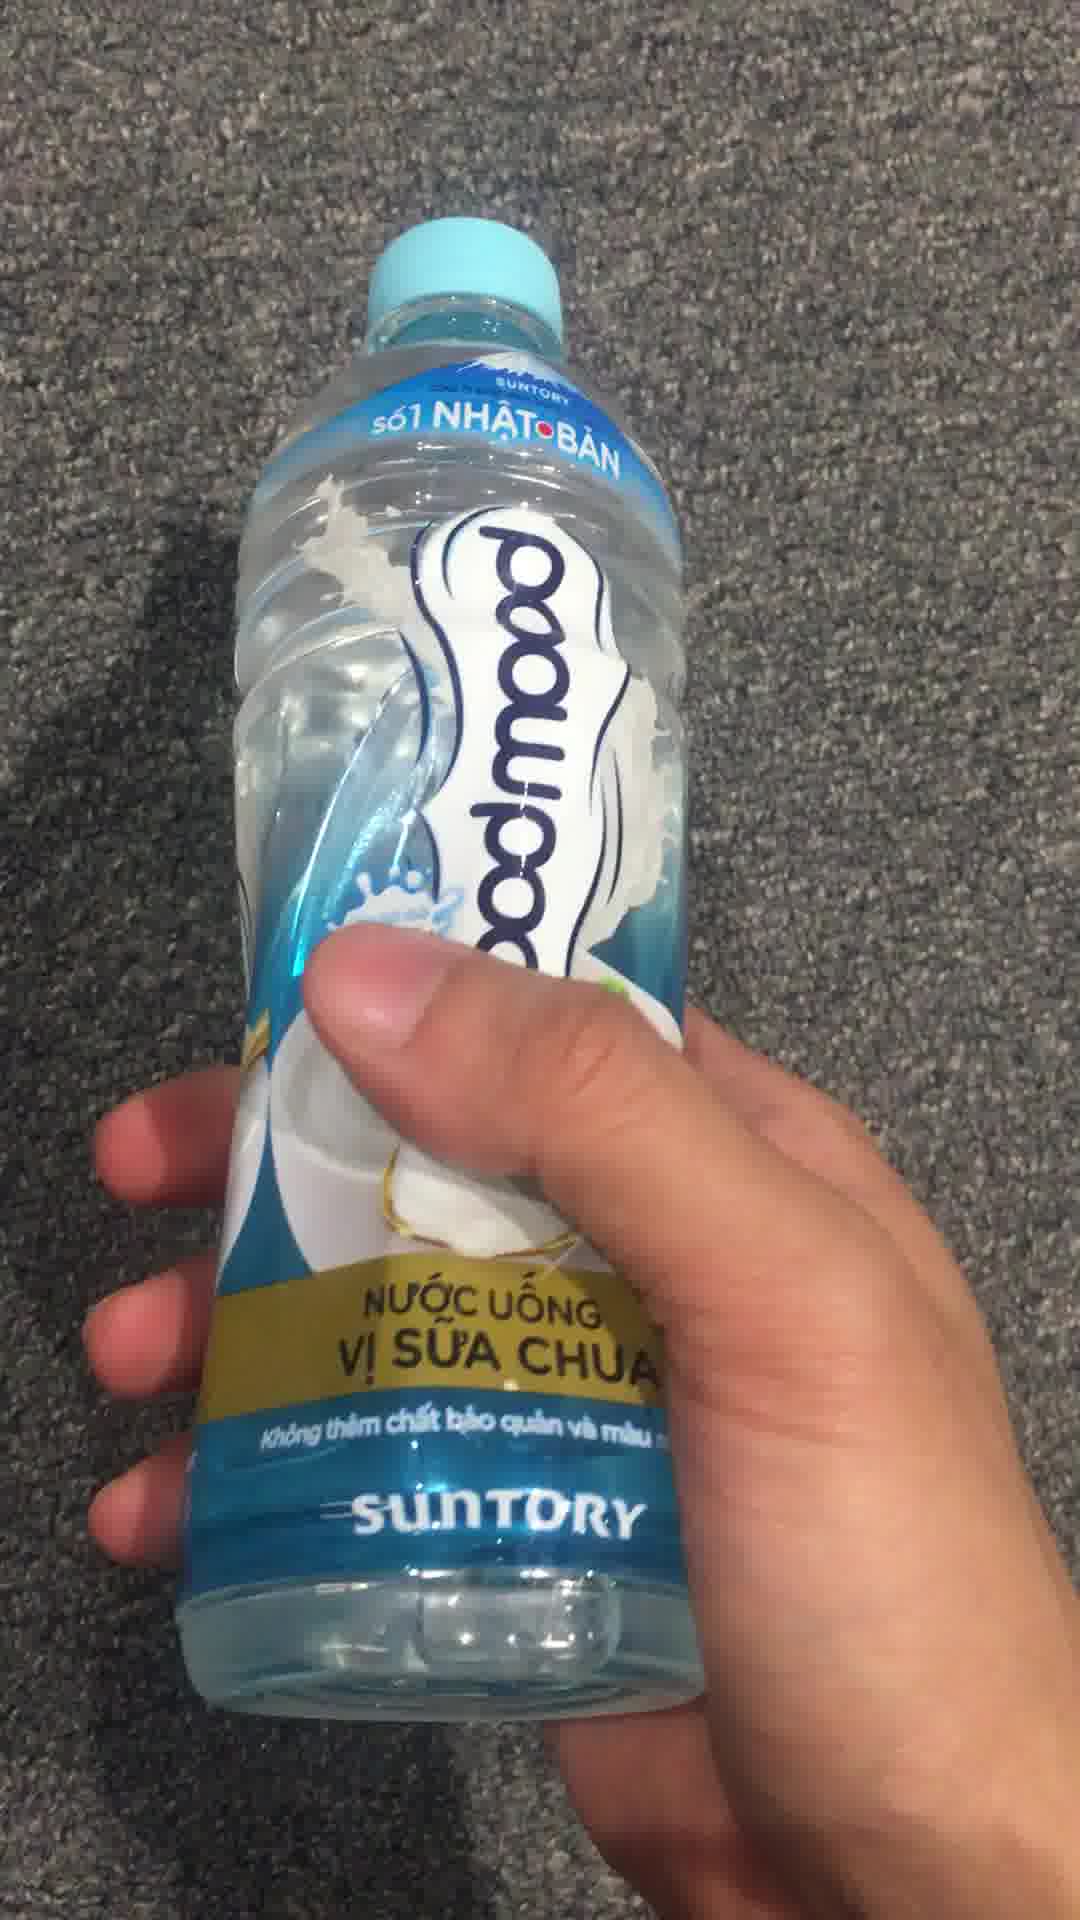 SUNTORY
số1 NHẬT BẢN
goodmood
NƯỚC UỐNG
VỊ SỮA CHUA
Không thêm chất bảo quản và màu
SUNTORY